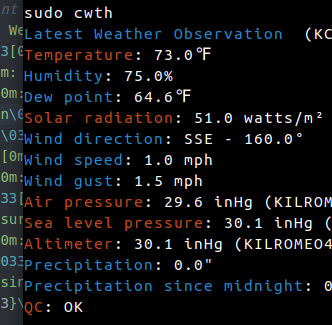 sudo cwth
Latest Weather Observation (KC
Temperature: 73.0℉
Humidity: 75.0%
Dew point: 64.6℉
Solar radiation: 51.0 watts/m²
Wind direction: SSE - 160.0°
Wind speed: 1.0 mph
Wind gust: 1.5 mph
Air pressure: 29.6 inHg (KILROM
Sea level pressure: 30.1 inHg (
Altimeter: 30.1 inHg (KILROMEO4
Precipitation: 0.0"
Precipitation since midnight: 0
QC: OK
nt
We
3[0
m:
0m:
n\0
\03
[0m
0m:
33[
sur
0m:
033
sin
3}\